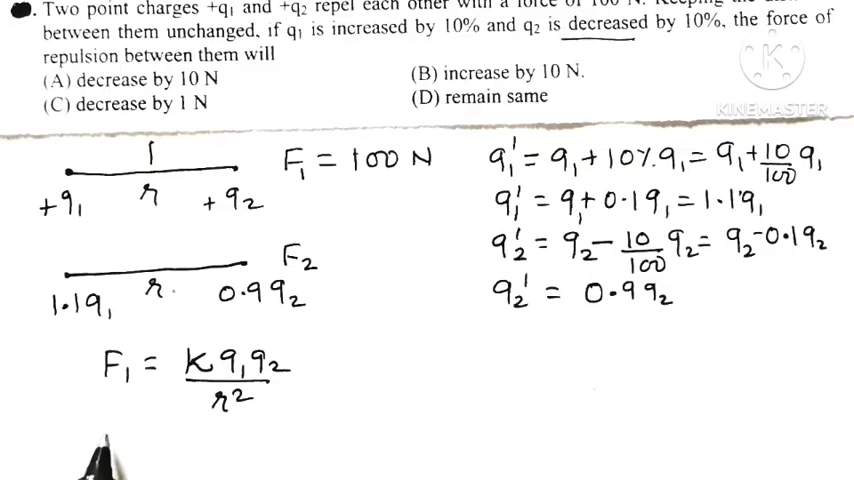 Two point charges +q₁ and +q₂ repel each other with a force of 100 N. Keeping the
between them unchanged, if q₁ is increased by 10% and q₂ is decreased by 10%, the force of
repulsion between them will
(A) decrease by 10 N
(B) increase by 10 N.
(C) decrease by 1 N
(D) remain same
KINEMASTER
F₁ = 100 N
+q₁ r +q₂
F₂
1.1q₁ r. 0.9q₂
F₁ = Kq₁q₂/r²
q₁' = q₁ + 10% q₁ = q₁ + 10/100 q₁
q₁' = q₁ + 0.1q₁ = 1.1q₁
q₂' = q₂ - 10/100 q₂ = q₂ - 0.1q₂
q₂' = 0.9q₂